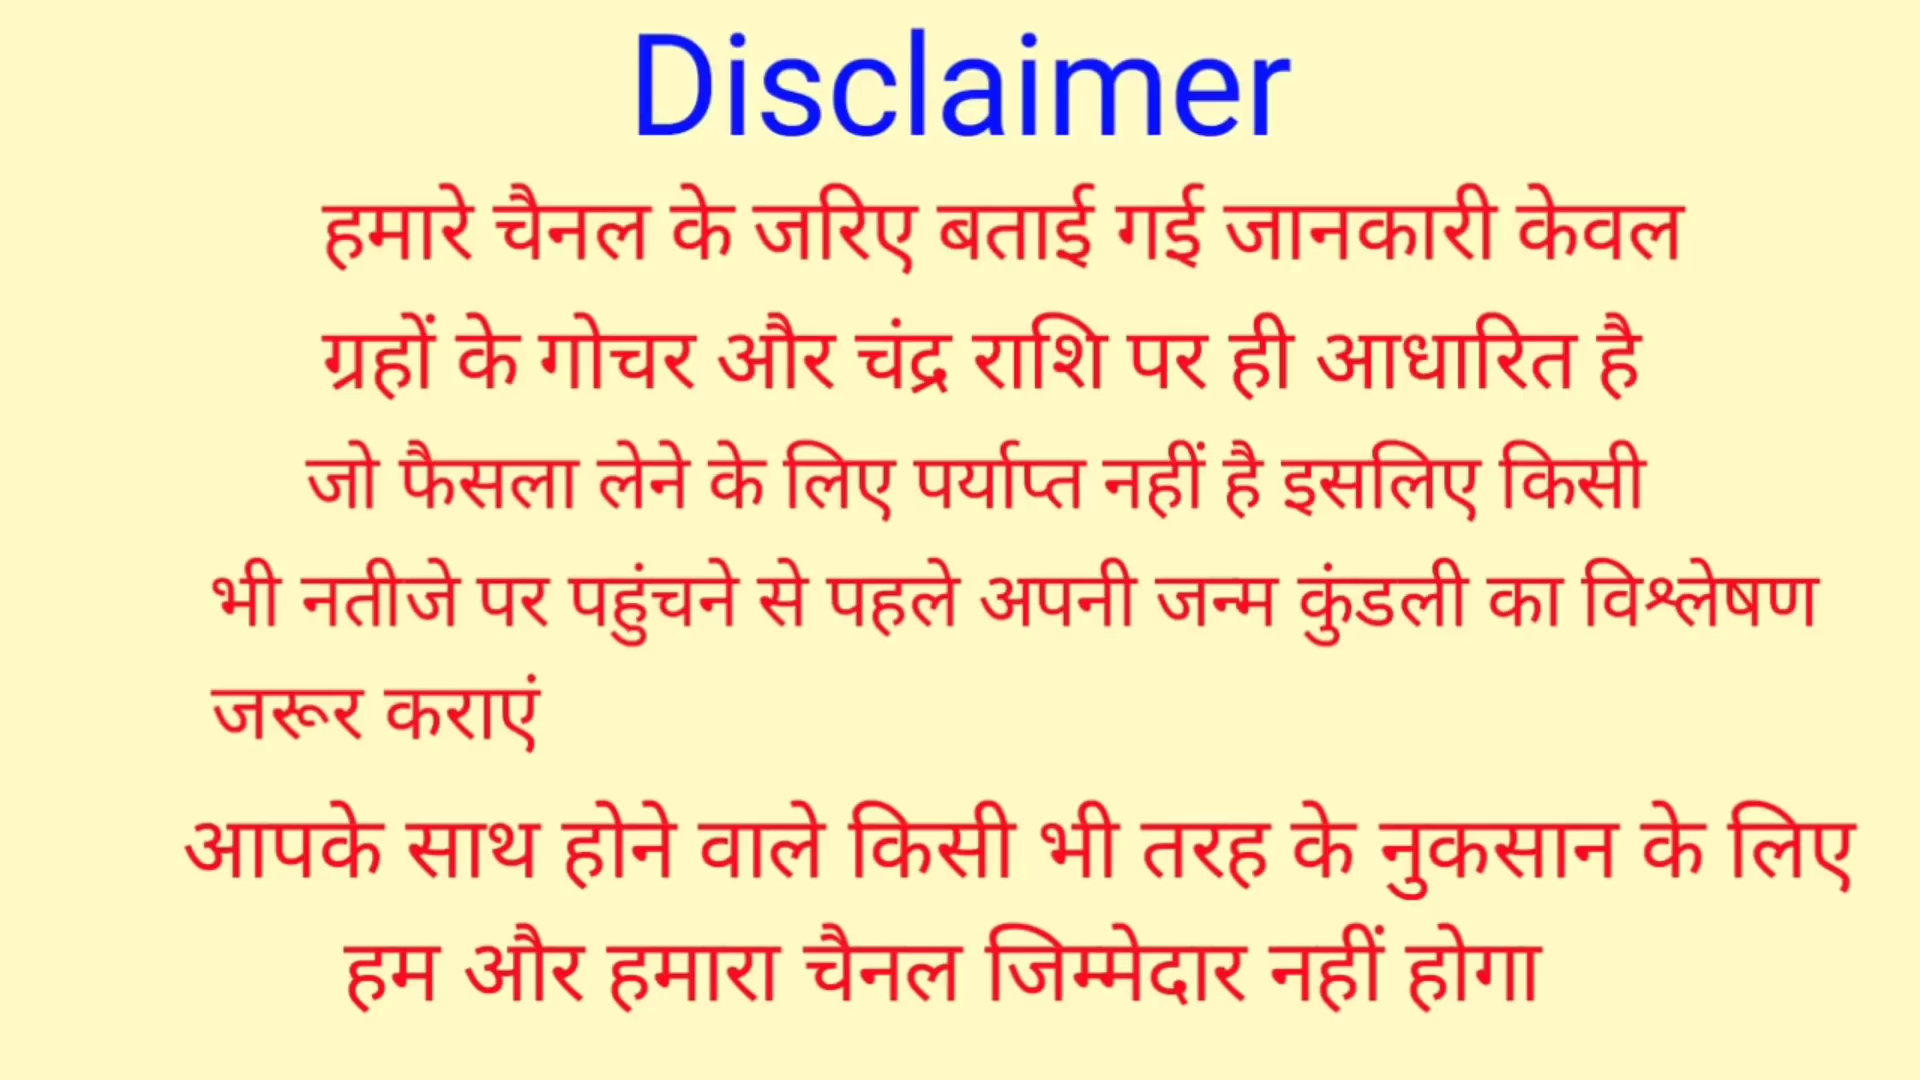 Disclaimer
हमारे चैनल के जरिए बताई गई जानकारी केवल
ग्रहों के गोचर और चंद्र राशि पर ही आधारित है
जो फैसला लेने के लिए पर्याप्त नहीं है इसलिए किसी
भी नतीजे पर पहुंचने से पहले अपनी जन्म कुंडली का विश्लेषण
जरूर कराएं
आपके साथ होने वाले किसी भी तरह के नुकसान के लिए
हम और हमारा चैनल जिम्मेदार नहीं होगा